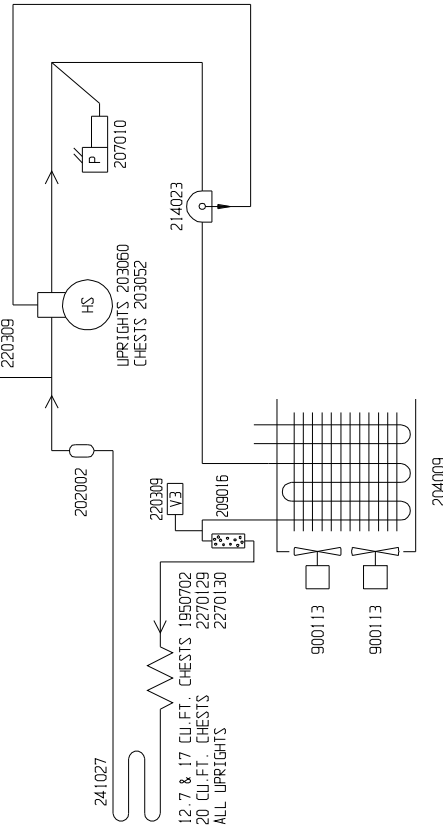 220309
P
207010
214023
HS
UPRIGHTS 203060
CHESTS 203052
202002
220309
V3
209016
204009
900113
900113
241027
12.7 & 17 CU.FT. CHESTS 1950702
20 CU.FT. CHESTS 2270129
ALL UPRIGHTS 2270130